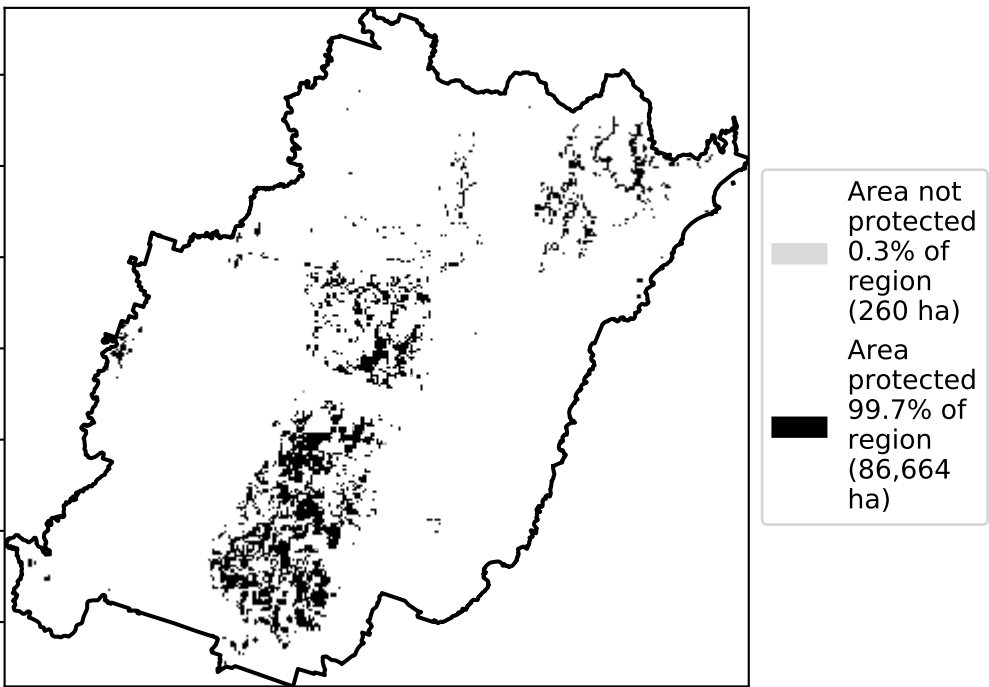 Area not
protected
0.3% of
region
(260 ha)
Area
protected
99.7% of
region
(86,664
ha)